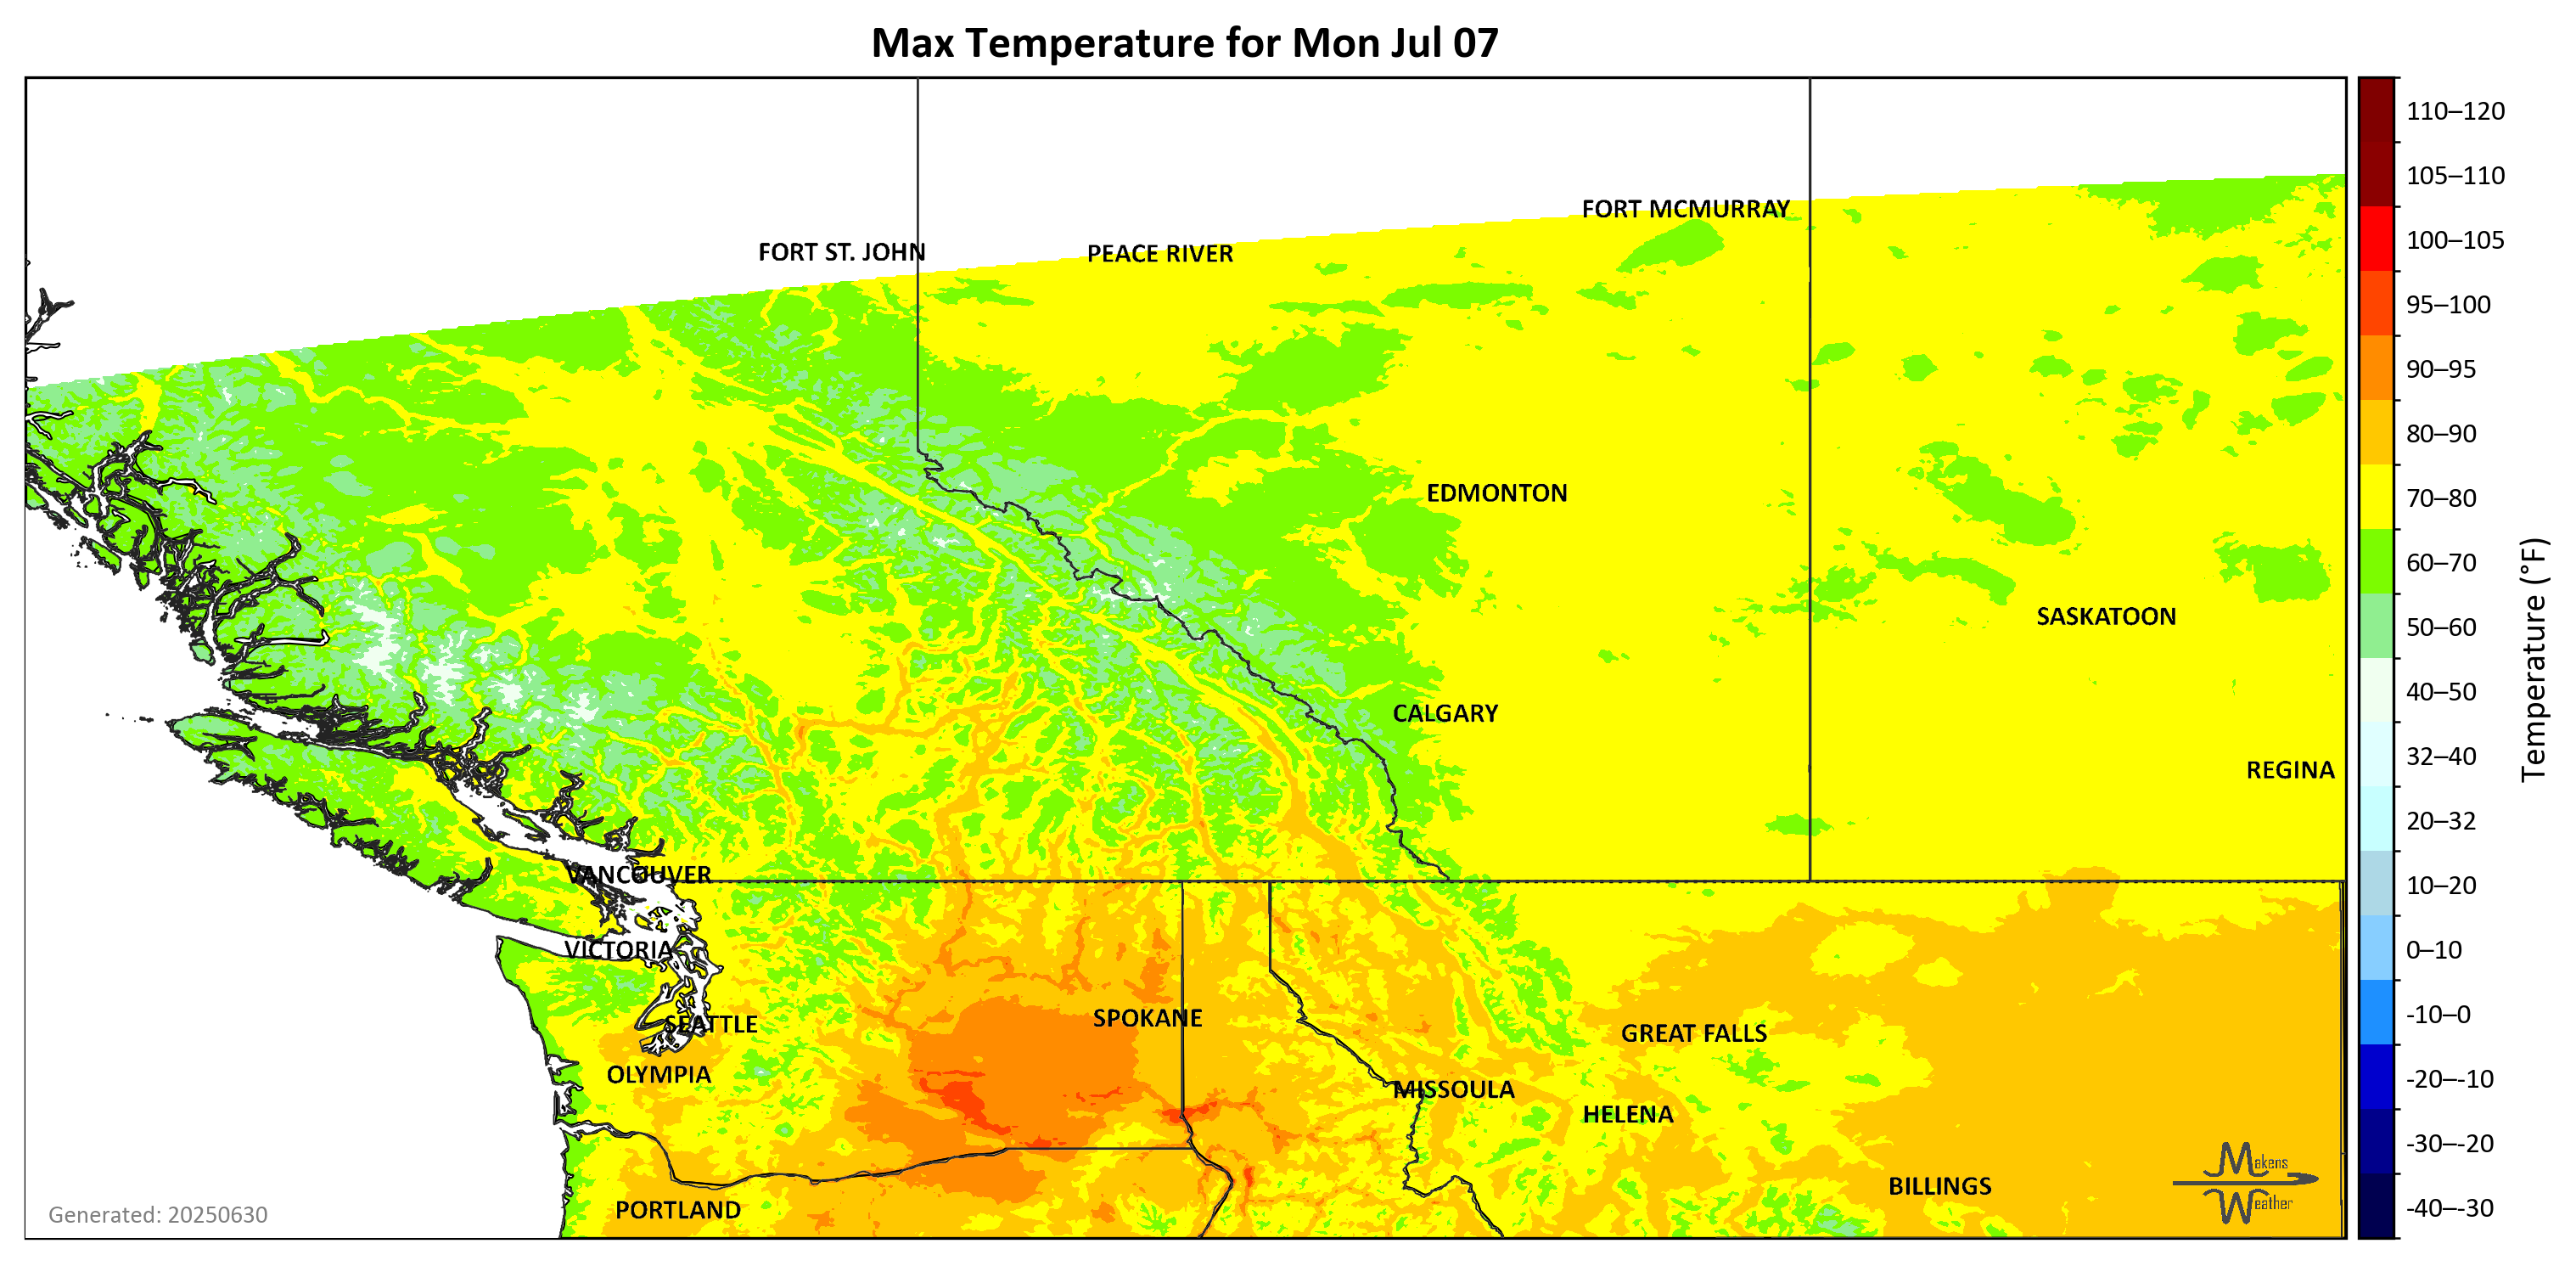 Max Temperature for Mon Jul 07
110–120
105–110
100–105
95–100
90–95
80–90
70–80
60–70
50–60
40–50
32–40
20–32
10–20
0–10
-10–0
-20–-10
-30–-20
-40–-30
Temperature (°F)
FORT MCMURRAY
FORT ST. JOHN
PEACE RIVER
EDMONTON
SASKATOON
CALGARY
REGINA
VANCOUVER
VICTORIA
SEATTLE
SPOKANE
GREAT FALLS
OLYMPIA
MISSOULA
HELENA
BILLINGS
PORTLAND
Makens
Weather
Generated: 20250630